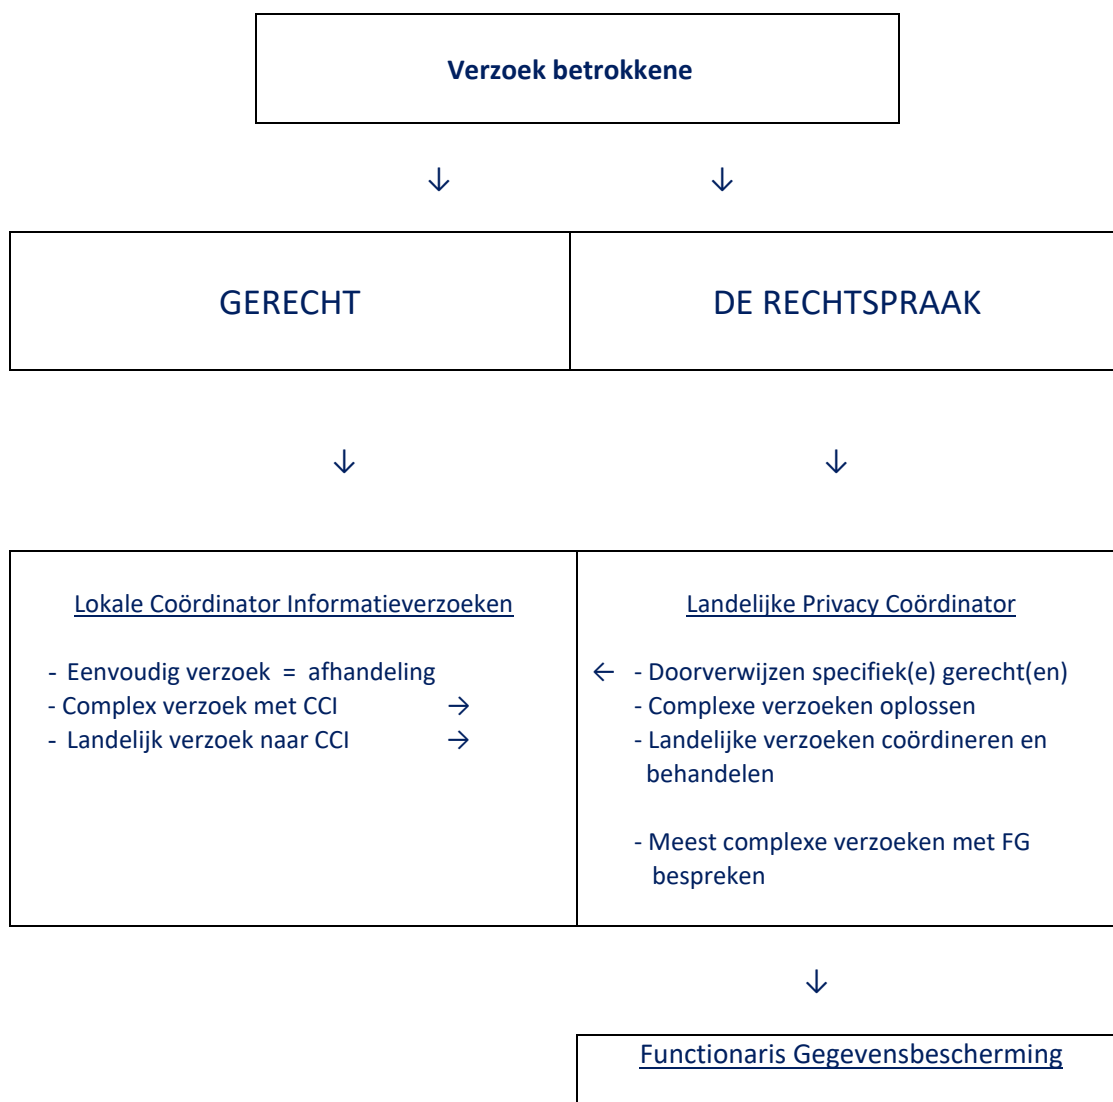 Verzoek betrokkene
↓ ↓
GERECHT
DE RECHTSPRAAK
↓ ↓
Lokale Coördinator Informatieverzoeken
- Eenvoudig verzoek = afhandeling
- Complex verzoek met CCI →
- Landelijk verzoek naar CCI →
Landelijke Privacy Coördinator
← - Doorverwijzen specifiek(e) gerecht(en)
- Complexe verzoeken oplossen
- Landelijke verzoeken coördineren en
behandelen
- Meest complexe verzoeken met FG
bespreken
↓
Functionaris Gegevensbescherming